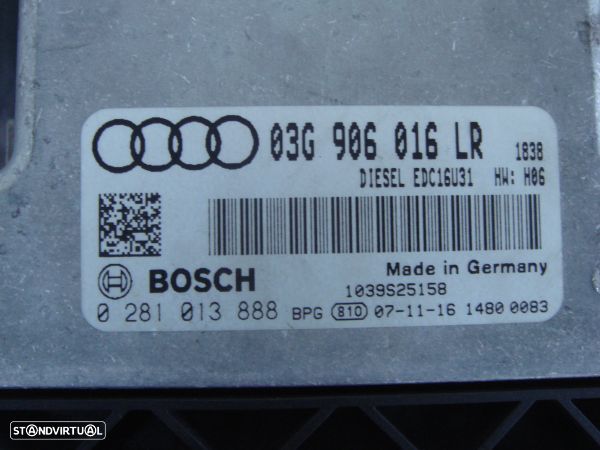 03G 906 016 LR 1838
DIESEL EDC16U31 HW: H06
BOSCH Made in Germany
1039S25158
0 281 013 888 BPG 810 07-11-16 1480 0083
STANDVIRTUAL